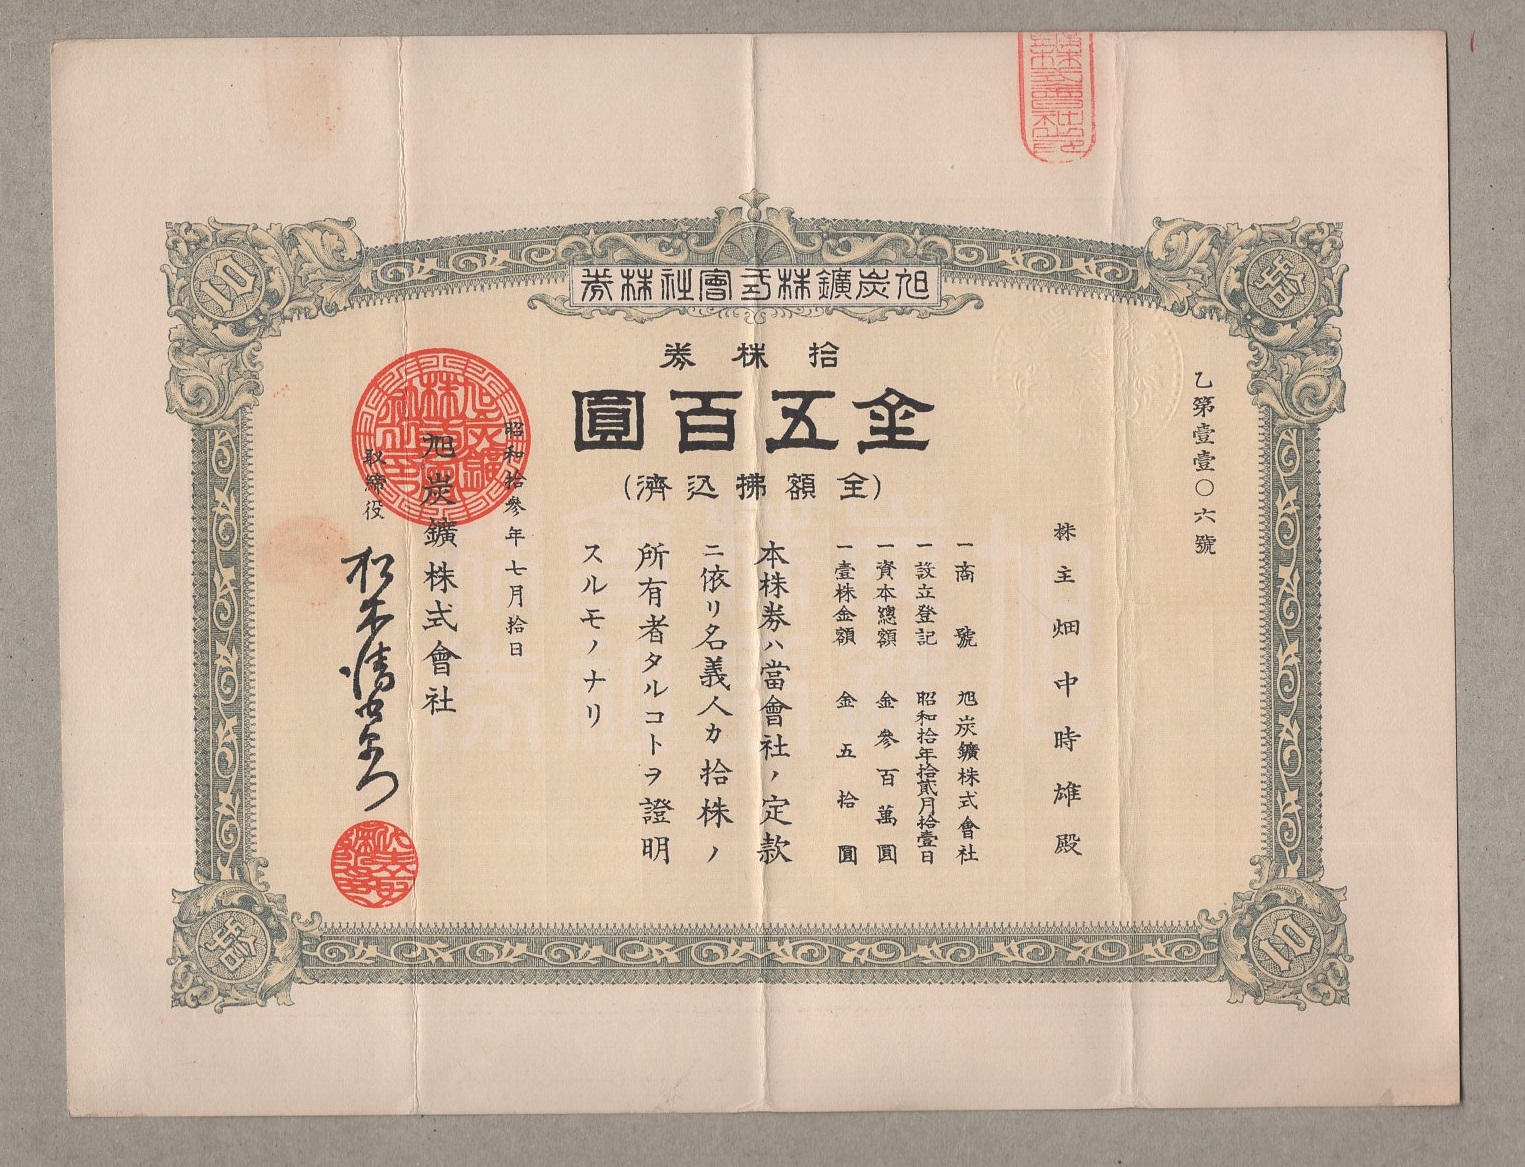 旭炭鑛株式會社株券
拾株券
金五百圓
(全額拂込濟)
乙第壹壹〇六號
株主 畑中時雄殿
一商號 旭炭鑛株式會社
一設立登記 昭和拾年拾貳月拾壹日
一資本總額 金參百萬圓
一壹株金額 金五拾圓
本株券ハ當會社ノ定款
ニ依リ名義人カ拾株ノ
所有者タルコトヲ證明
スルモノナリ
昭和拾參年七月拾日
旭炭鑛株式會社
取締役
10
拾
拾
10